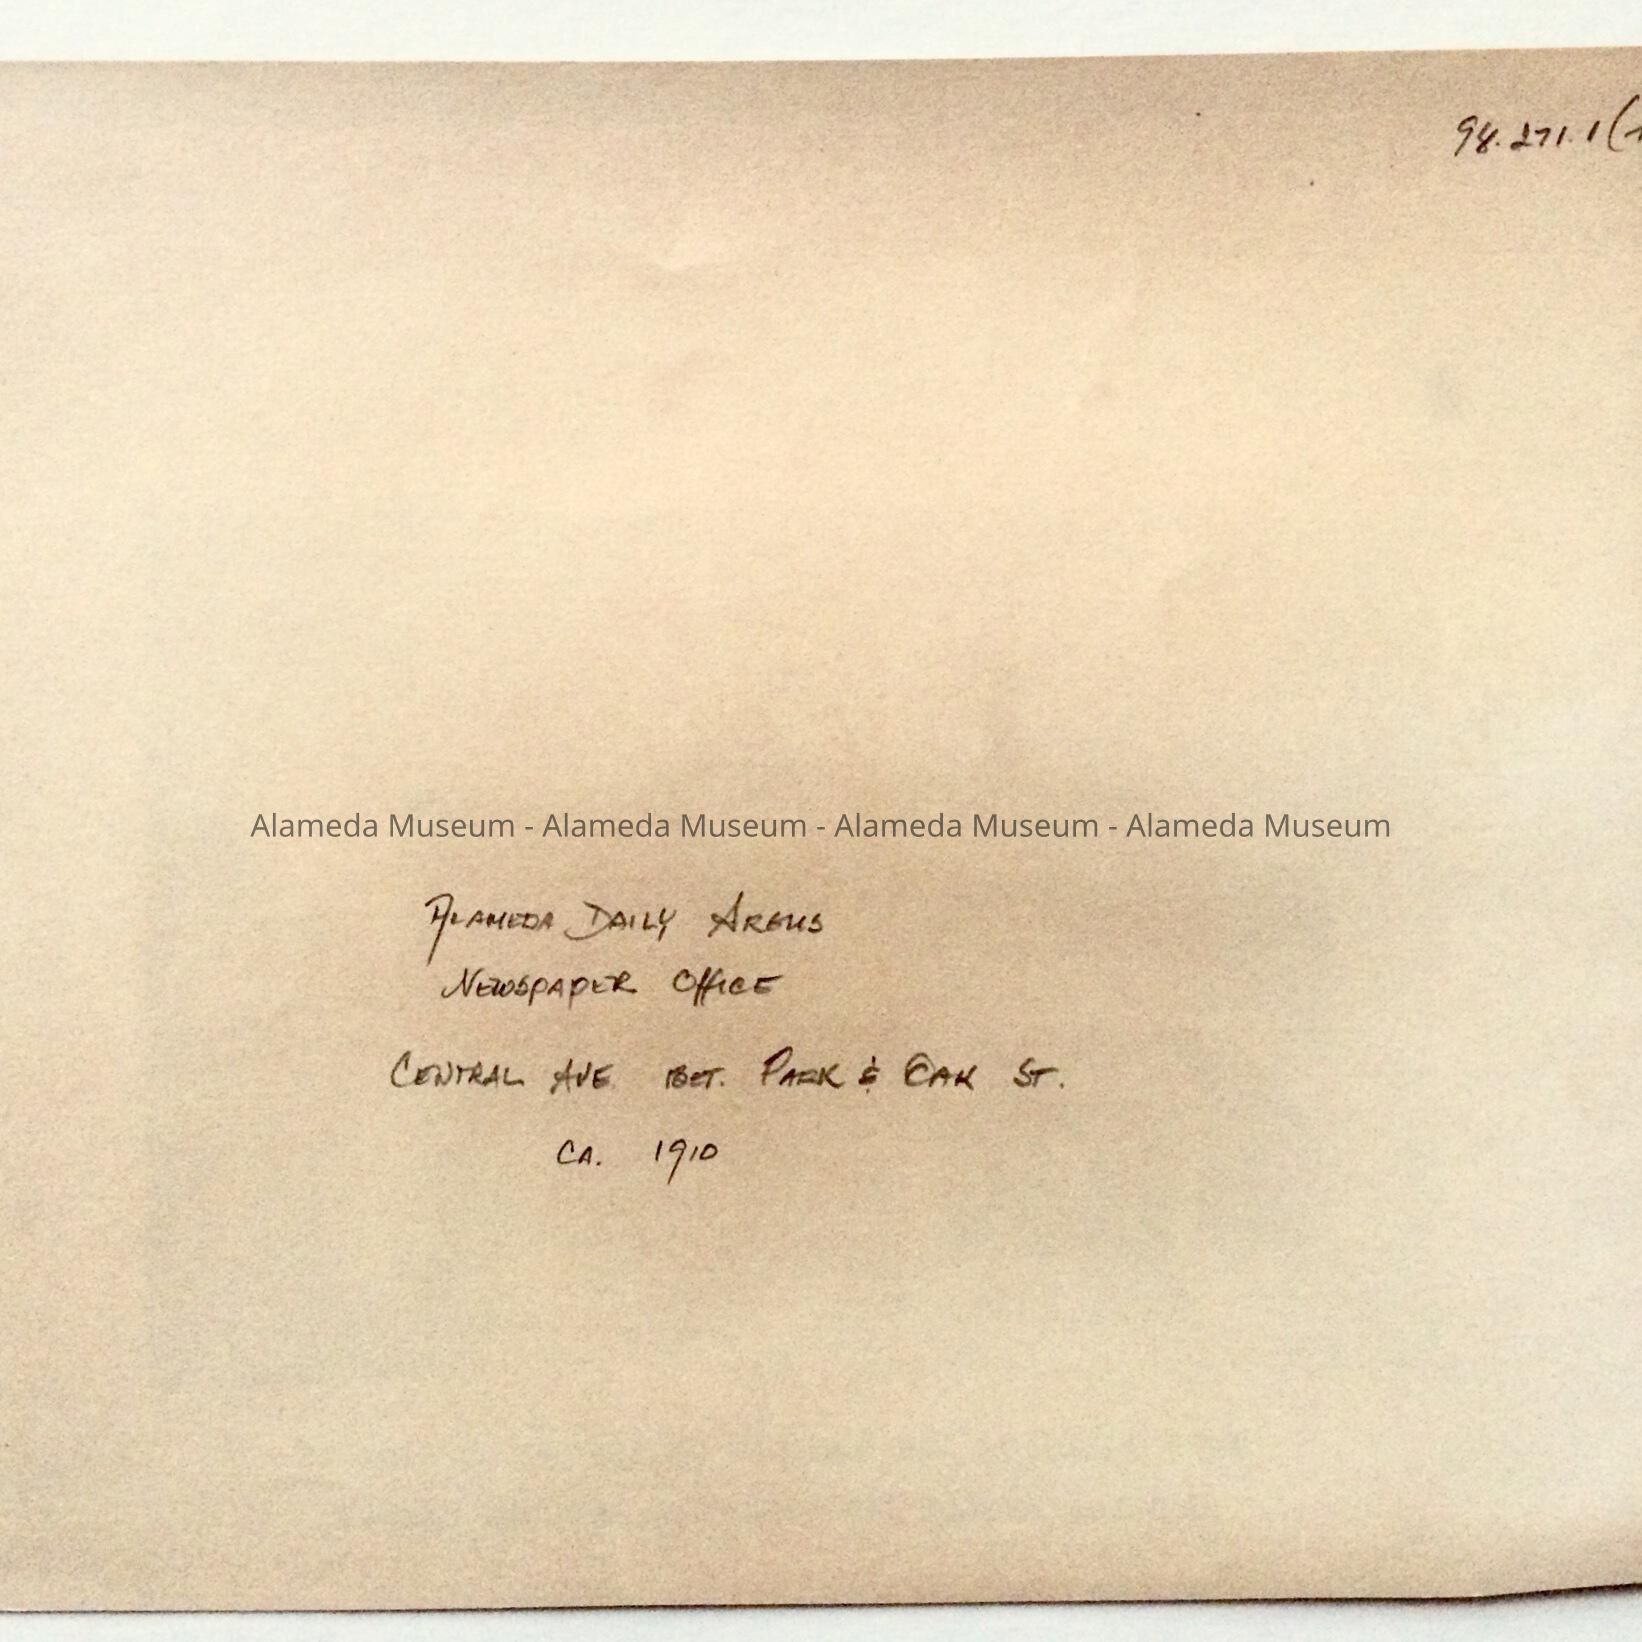 98.271.1(
Alameda Museum - Alameda Museum - Alameda Museum - Alameda Museum
ALAMEDA DAILY ARGUS
NEWSPAPER OFFICE
CENTRAL AVE BET. PARK & OAK ST.
CA. 1910